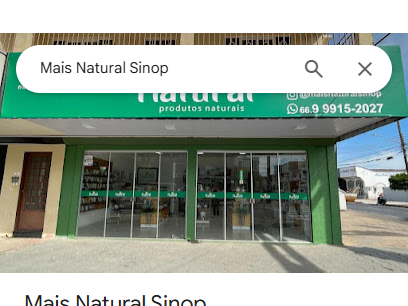 Mais Natural Sinop
natural
@maisnaturalsinop
produtos naturais
66.9 9915-2027
Mais Natural Sinop